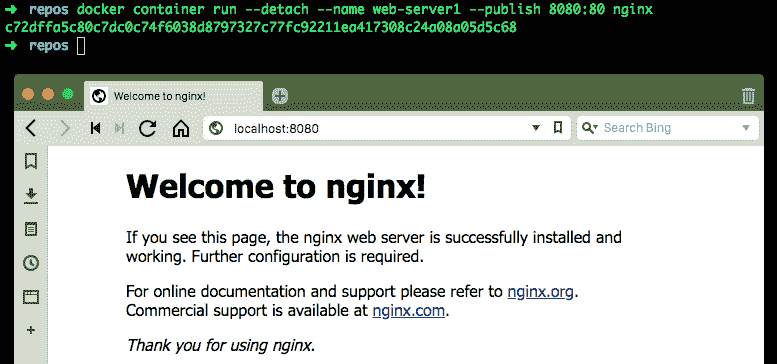 ➜ repos docker container run --detach --name web-server1 --publish 8080:80 nginx
c72dffa5c80c7dc0c74f6038d8797327c77fc92211ea417308c24a08a05d5c68
➜ repos
Welcome to nginx!
localhost:8080
Search Bing
Welcome to nginx!
If you see this page, the nginx web server is successfully installed and
working. Further configuration is required.
For online documentation and support please refer to nginx.org.
Commercial support is available at nginx.com.
Thank you for using nginx.